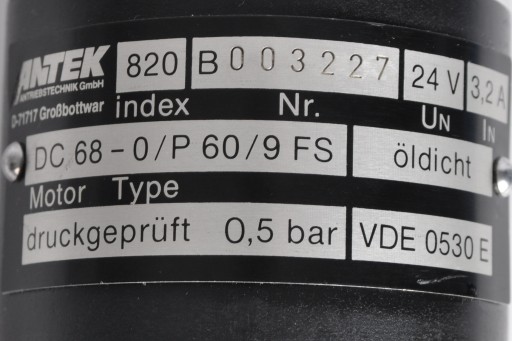 ANTEK 820 B003227 24 V 3,2 A
ANTRIEBSTECHNIK GmbH
D-71717 Großbottwar index Nr. UN IN
DC 68-0/P 60/9 FS öldicht
Motor Type
druckgeprüft 0,5 bar VDE 0530 E